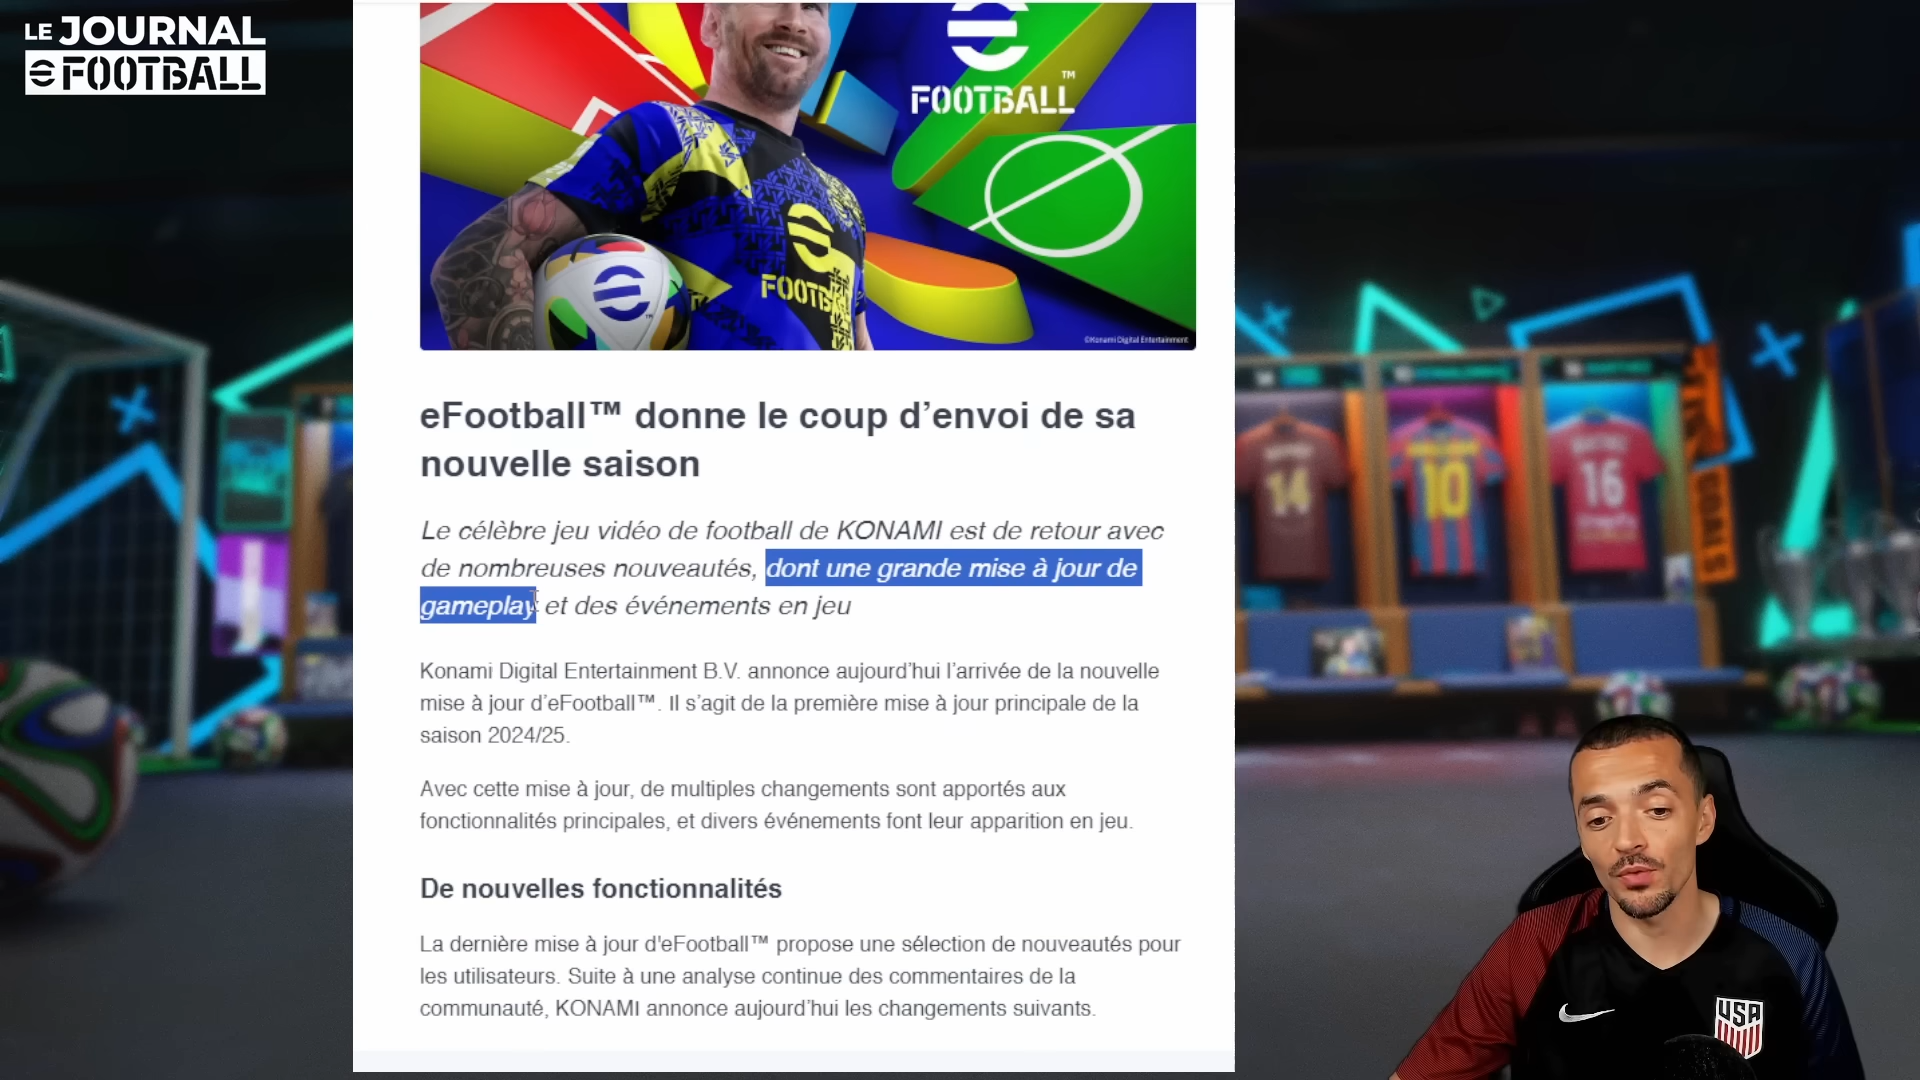 LE JOURNAL
eFOOTBALL
FOOTBALL™
FOOTB
©Konami Digital Entertainment
eFootball™ donne le coup d’envoi de sa
nouvelle saison
Le célèbre jeu vidéo de football de KONAMI est de retour avec
de nombreuses nouveautés, dont une grande mise à jour de
gameplay et des événements en jeu
Konami Digital Entertainment B.V. annonce aujourd’hui l’arrivée de la nouvelle
mise à jour d’eFootball™. Il s’agit de la première mise à jour principale de la
saison 2024/25.
Avec cette mise à jour, de multiples changements sont apportés aux
fonctionnalités principales, et divers événements font leur apparition en jeu.
De nouvelles fonctionnalités
La dernière mise à jour d'eFootball™ propose une sélection de nouveautés pour
les utilisateurs. Suite à une analyse continue des commentaires de la
communauté, KONAMI annonce aujourd’hui les changements suivants.
14
10
16
GOALS
USA